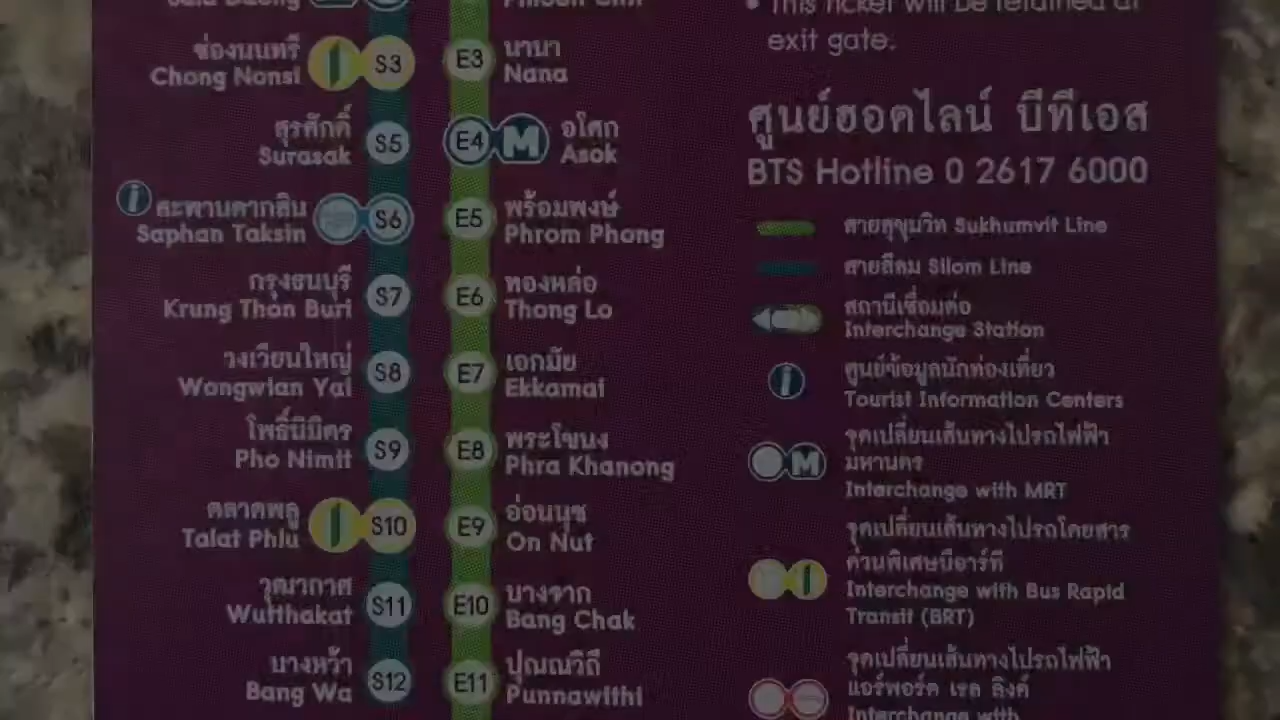 ช่องนนทรี
Chong Nonsi
S3
สุรศักดิ์
Surasak
S5
สะพานตากสิน
Saphan Taksin
S6
กรุงธนบุรี
Krung Thon Buri
S7
วงเวียนใหญ่
Wongwian Yai
S8
โพธิ์นิมิตร
Pho Nimit
S9
ตลาดพลู
Talat Phlu
S10
วุฒากาศ
Wutthakat
S11
บางหว้า
Bang Wa
S12
E3
นานา
Nana
E4 M
อโศก
Asok
E5
พร้อมพงษ์
Phrom Phong
E6
ทองหล่อ
Thong Lo
E7
เอกมัย
Ekkamai
E8
พระโขนง
Phra Khanong
E9
อ่อนนุช
On Nut
E10
บางจาก
Bang Chak
E11
ปุณณวิถี
Punnawithi
• This ticket will be retained at
exit gate.
ศูนย์ฮอตไลน์ บีทีเอส
BTS Hotline 0 2617 6000
สายสุขุมวิท Sukhumvit Line
สายสีลม Silom Line
สถานีเชื่อมต่อ
Interchange Station
i
ศูนย์ข้อมูลนักท่องเที่ยว
Tourist Information Centers
M
จุดเปลี่ยนเส้นทางไปรถไฟฟ้า
มหานคร
Interchange with MRT
จุดเปลี่ยนเส้นทางไปรถโดยสาร
ด่วนพิเศษบีอาร์ที
Interchange with Bus Rapid
Transit (BRT)
จุดเปลี่ยนเส้นทางไปรถไฟฟ้า
แอร์พอร์ต เรล ลิงค์
Interchange with